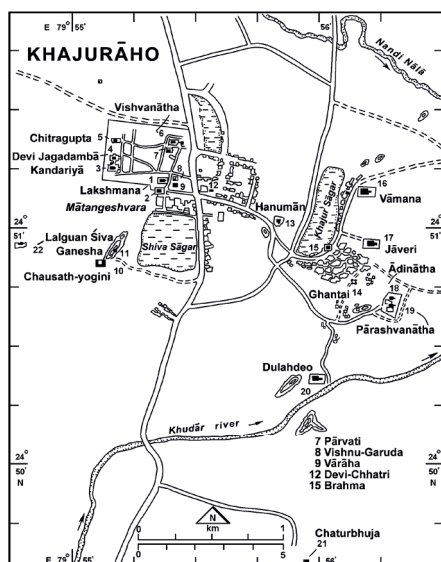 E 79° 55'
56'
KHAJURĀHO
Nandi Nālā
Vishvanātha
6
Chitragupta
5
7
Devi Jagadambā
4
Kandariyā
3
8
16
1
9
12
Lakshmana
2
Hanumān
Khajur Sāgar
Vāmana
Mātangeshvara
13
24°
51'
24°
51'
17
Lalguan Śiva
22
Shiva Sāgar
15
Jāveri
Ganesha
11
Ādinātha
10
Chausath-yogini
14
Ghantai
18
19
Pārashvanātha
Dulahdeo
20
Khudār river
7 Pārvati
8 Vishnu-Garuda
9 Vārāha
12 Devi-Chhatri
15 Brahma
24°
50'
N
24°
50'
N
N
0
km
1
0
5
Chaturbhuja
21
E 79° 55'
56'